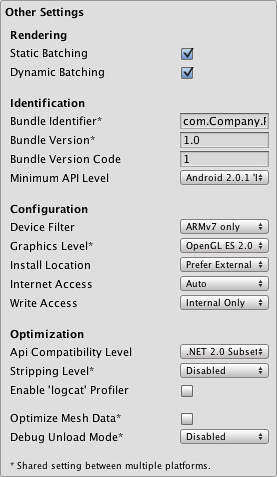 Other Settings
Rendering
Static Batching
Dynamic Batching
Identification
Bundle Identifier* com.Company.
Bundle Version* 1.0
Bundle Version Code 1
Minimum API Level Android 2.0.1
Configuration
Device Filter ARMv7 only
Graphics Level* OpenGL ES 2.0
Install Location Prefer External
Internet Access Auto
Write Access Internal Only
Optimization
Api Compatibility Level .NET 2.0 Subset
Stripping Level* Disabled
Enable 'logcat' Profiler
Optimize Mesh Data*
Debug Unload Mode* Disabled
* Shared setting between multiple platforms.